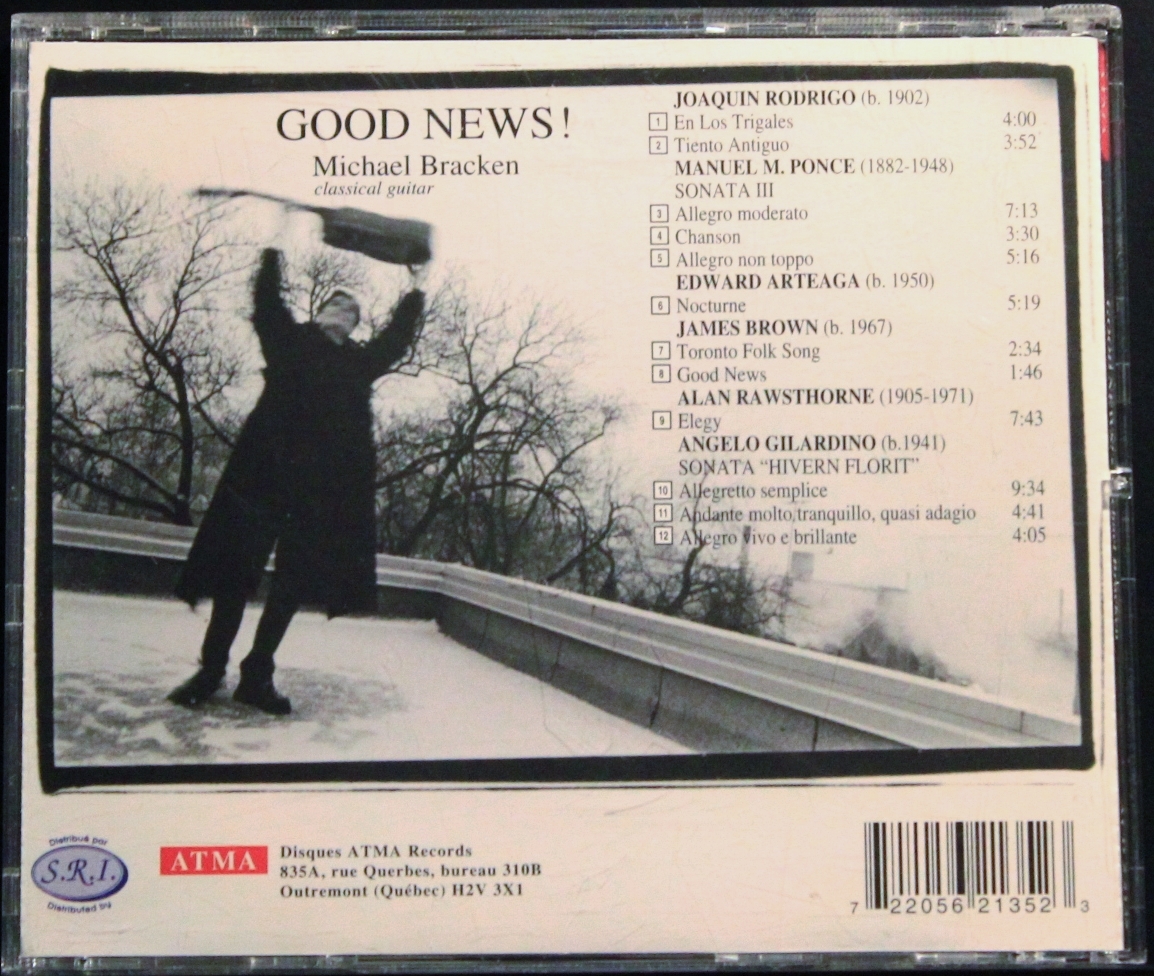 GOOD NEWS!
Michael Bracken
classical guitar
JOAQUIN RODRIGO (b. 1902)
1 En Los Trigales 4:00
2 Tiento Antiguo 3:52
MANUEL M. PONCE (1882-1948)
SONATA III
3 Allegro moderato 7:13
4 Chanson 3:30
5 Allegro non toppo 5:16
EDWARD ARTEAGA (b. 1950)
6 Nocturne 5:19
JAMES BROWN (b. 1967)
7 Toronto Folk Song 2:34
8 Good News 1:46
ALAN RAWSTHORNE (1905-1971)
9 Elegy 7:43
ANGELO GILARDINO (b.1941)
SONATA “HIVERN FLORIT”
10 Allegretto semplice 9:34
11 Andante molto tranquillo, quasi adagio 4:41
12 Allegro vivo e brillante 4:05
Distribué par
S.R.I.
Distributed by
ATMA
Disques ATMA Records
835A, rue Querbes, bureau 310B
Outremont (Québec) H2V 3X1
7 22056 21352 3